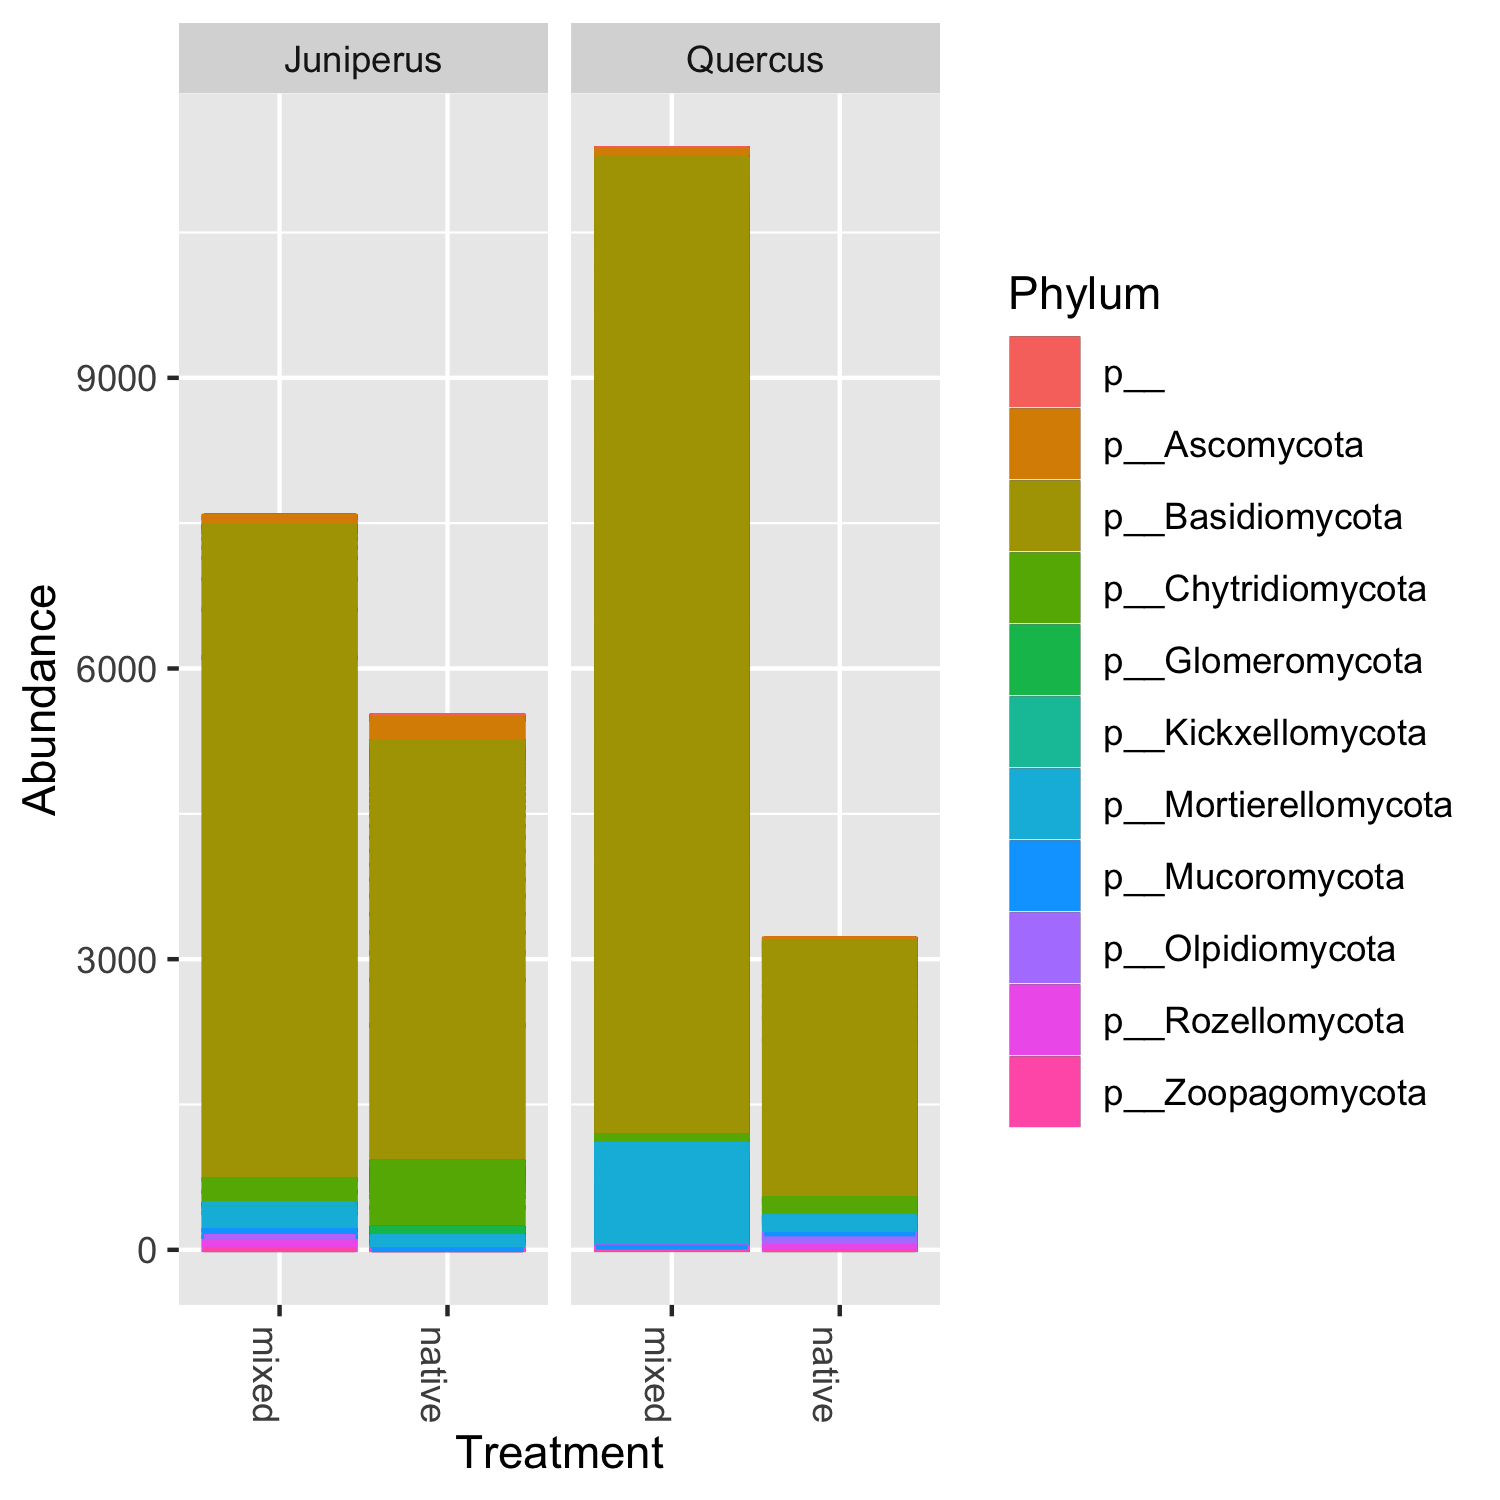 Juniperus
Quercus
Abundance
9000
6000
3000
0
mixed
native
mixed
native
Treatment
Phylum
p__
p__Ascomycota
p__Basidiomycota
p__Chytridiomycota
p__Glomeromycota
p__Kickxellomycota
p__Mortierellomycota
p__Mucoromycota
p__Olpidiomycota
p__Rozellomycota
p__Zoopagomycota